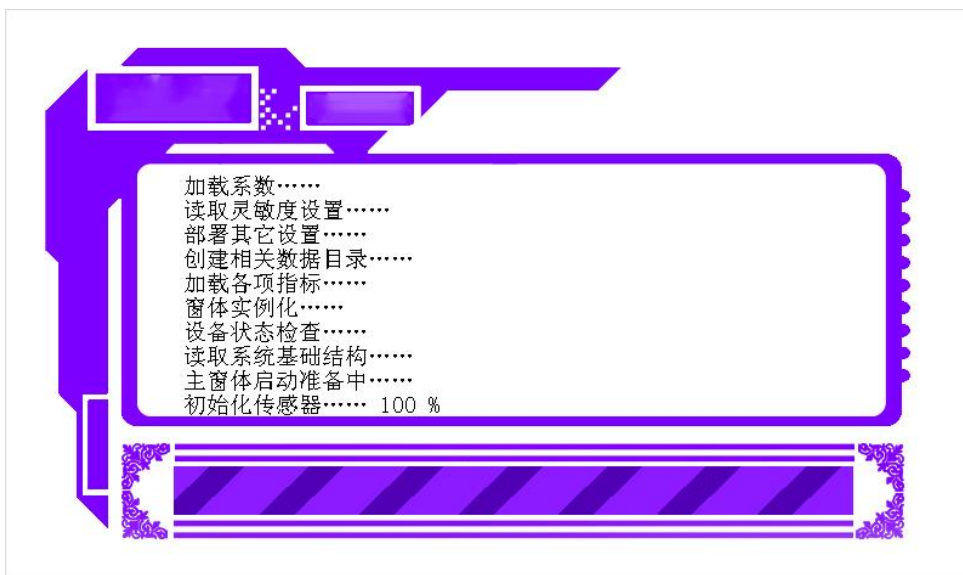 加载系数……
读取灵敏度设置……
部署其它设置……
创建相关数据目录……
加载各项指标……
窗体实例化……
设备状态检查……
读取系统基础结构……
主窗体启动准备中……
初始化传感器…… 100 %